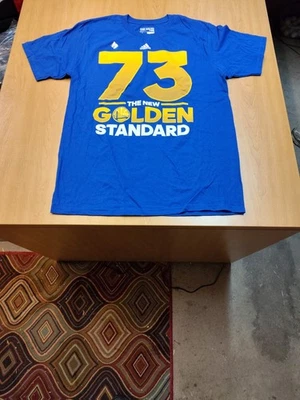 73
THE NEW
GOLDEN
STANDARD